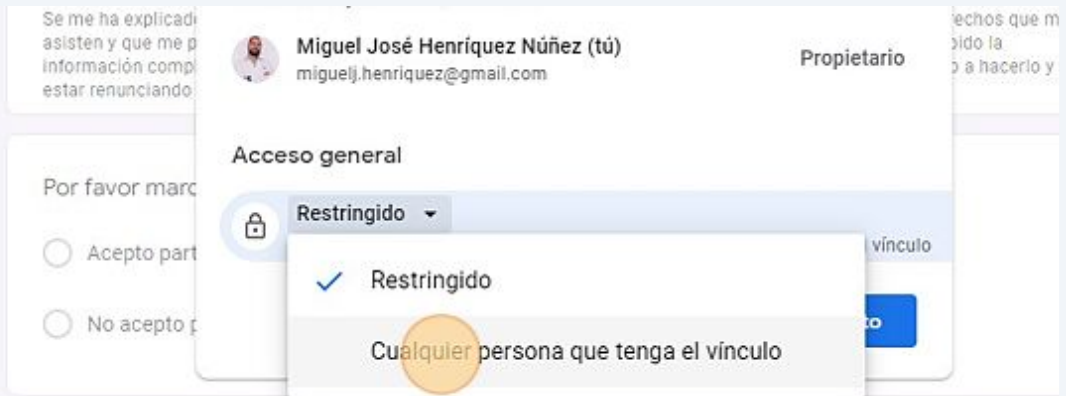 Se me ha explicad
asisten y que me p
información comp
estar renunciando
echos que m
bido la
o a hacerlo y
Miguel José Henríquez Núñez (tú)
miguelj.henriquez@gmail.com
Propietario
Acceso general
Restringido
vínculo
Restringido
Cualquier persona que tenga el vínculo
Por favor marc
Acepto part
No acepto p